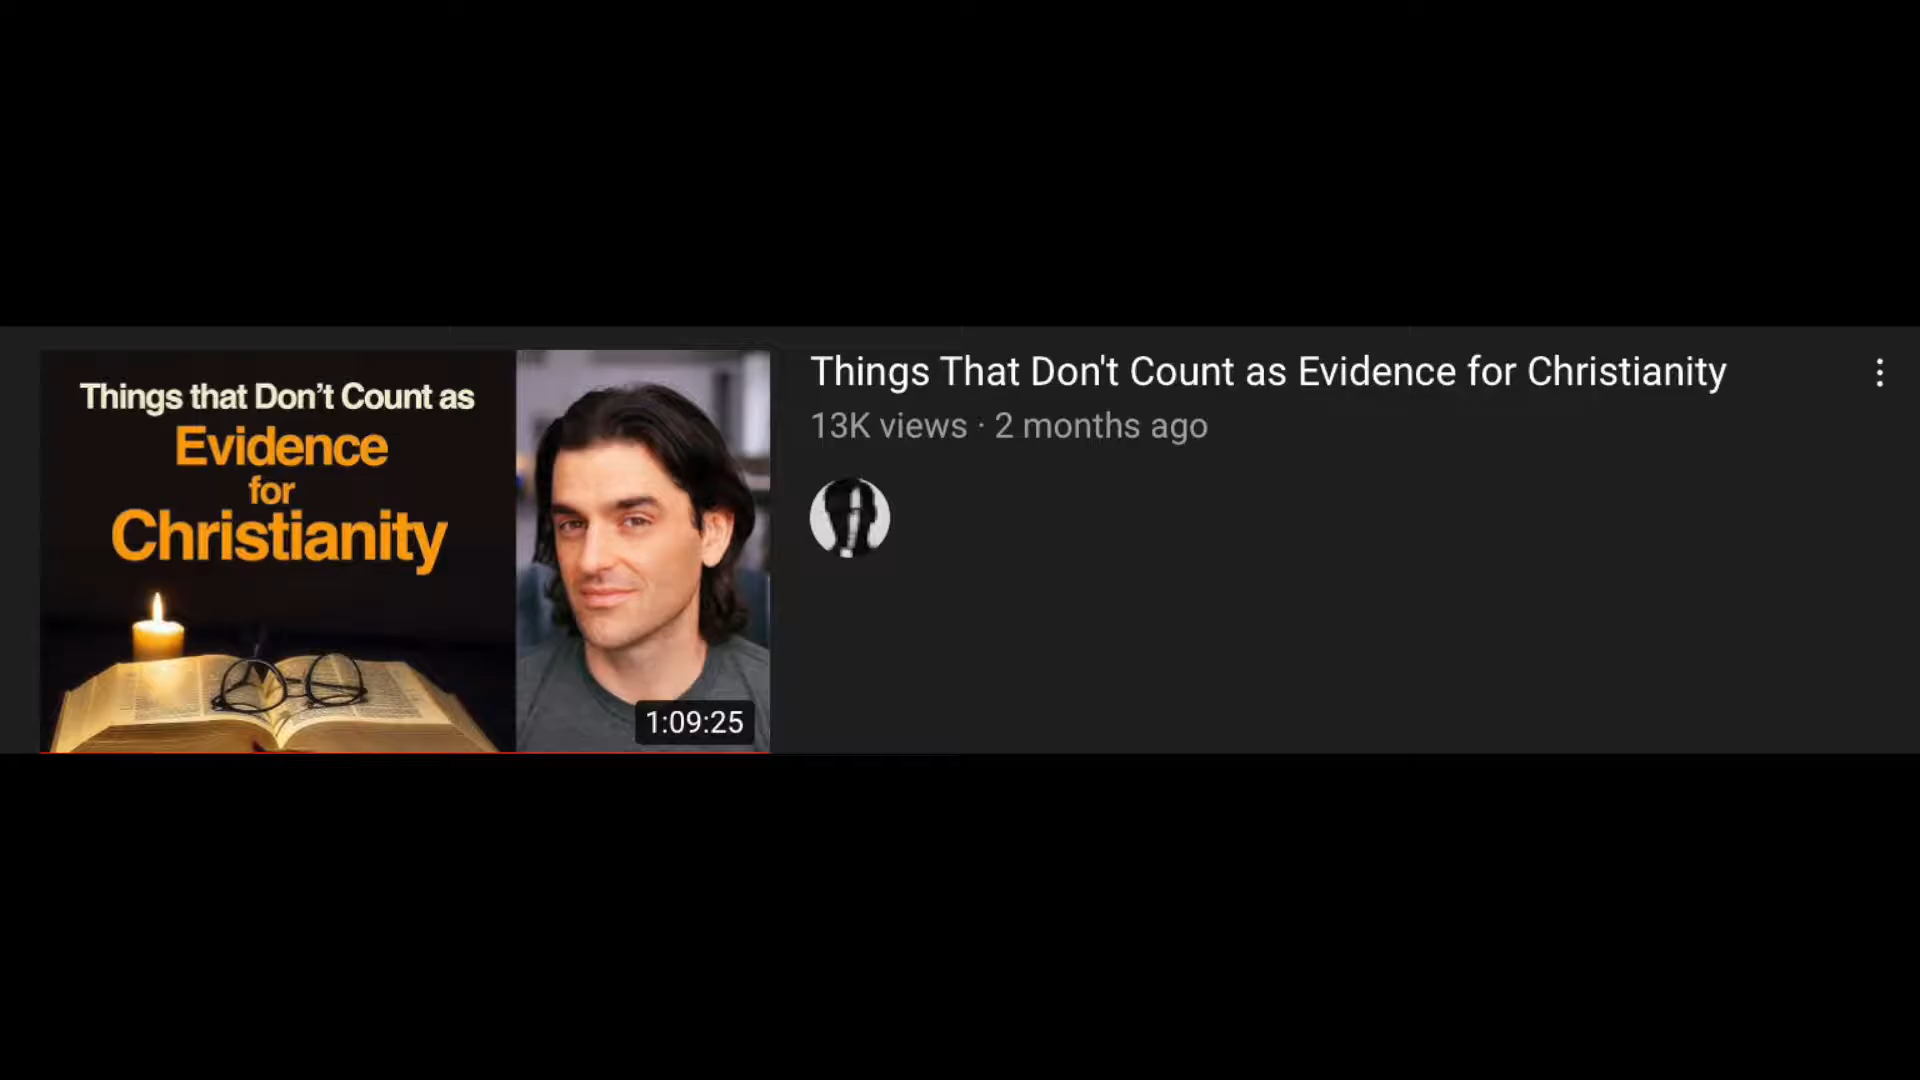 Things that Don’t Count as
Evidence
for
Christianity
1:09:25
Things That Don't Count as Evidence for Christianity
13K views · 2 months ago